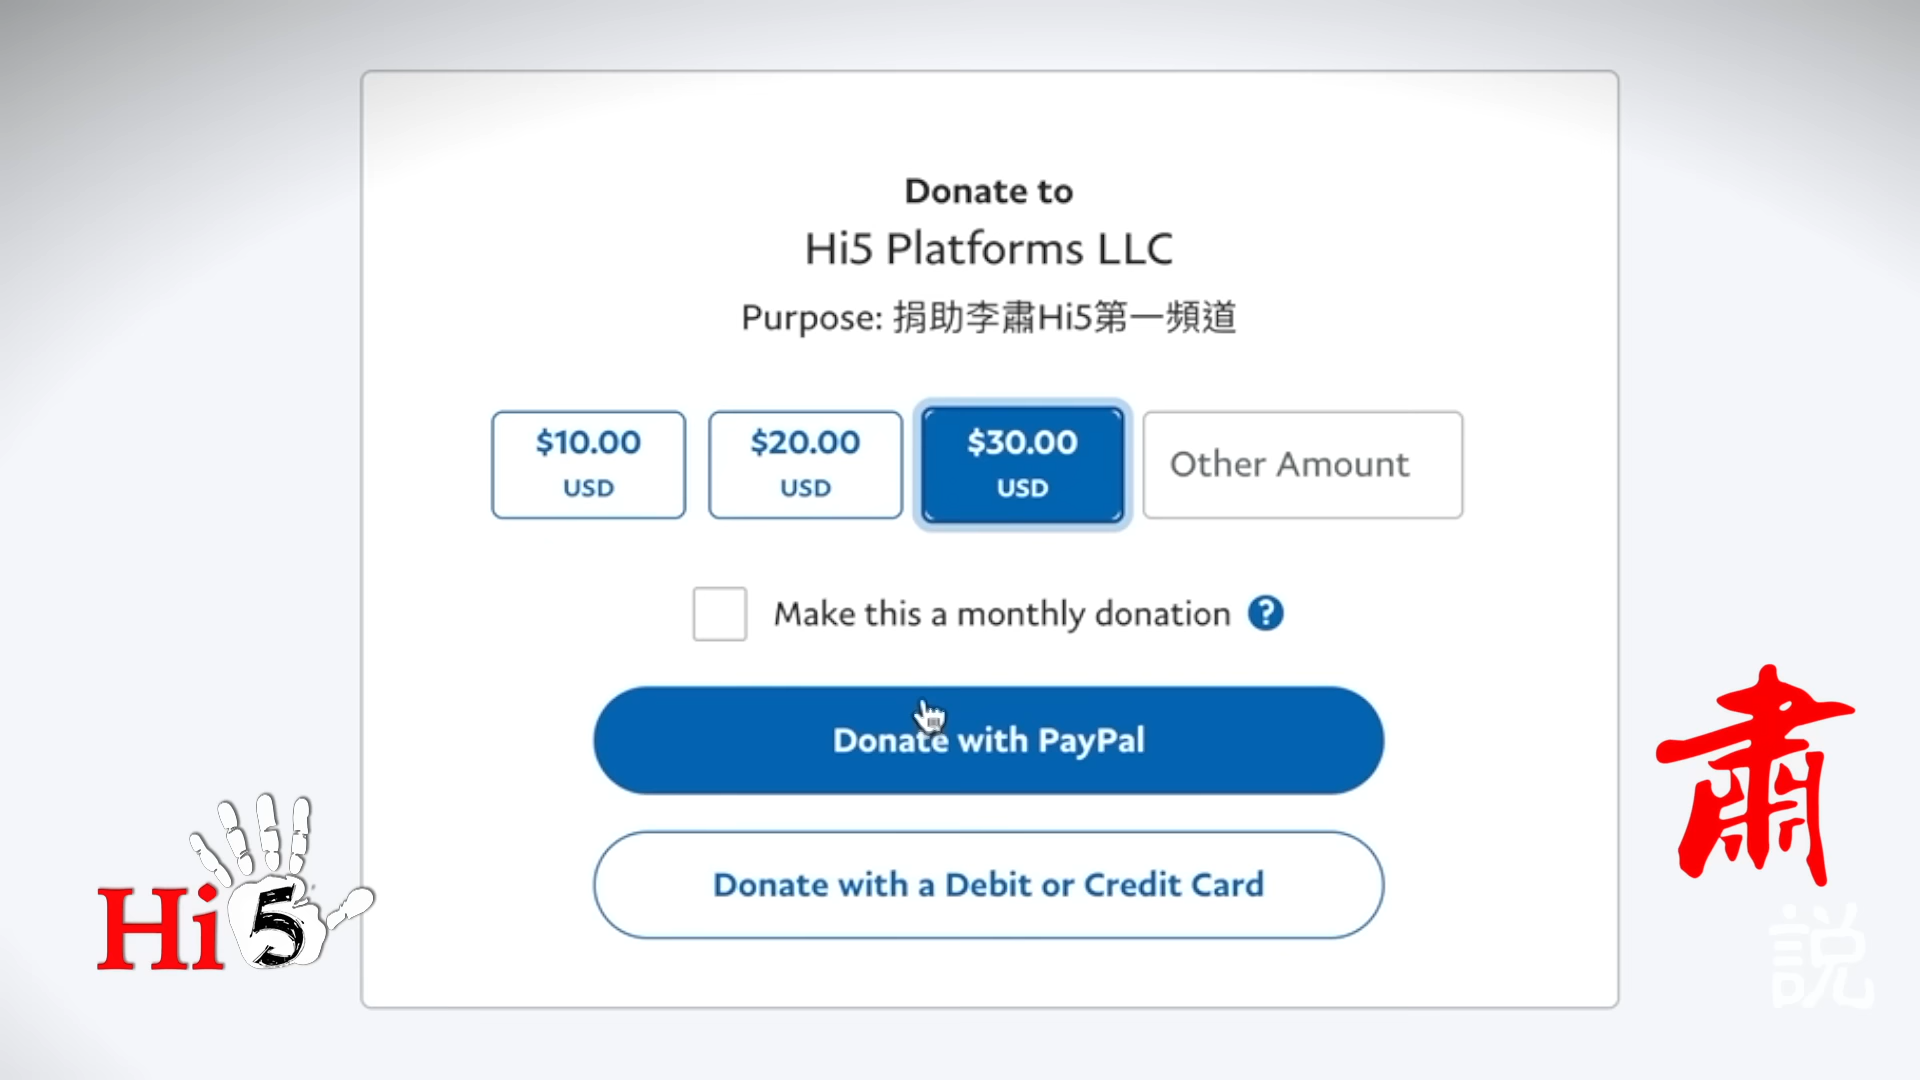 Donate to
Hi5 Platforms LLC
Purpose: 捐助李肅Hi5第一頻道
$10.00
USD
$20.00
USD
$30.00
USD
Other Amount
Make this a monthly donation ?
Donate with PayPal
Donate with a Debit or Credit Card
Hi5
肅
説